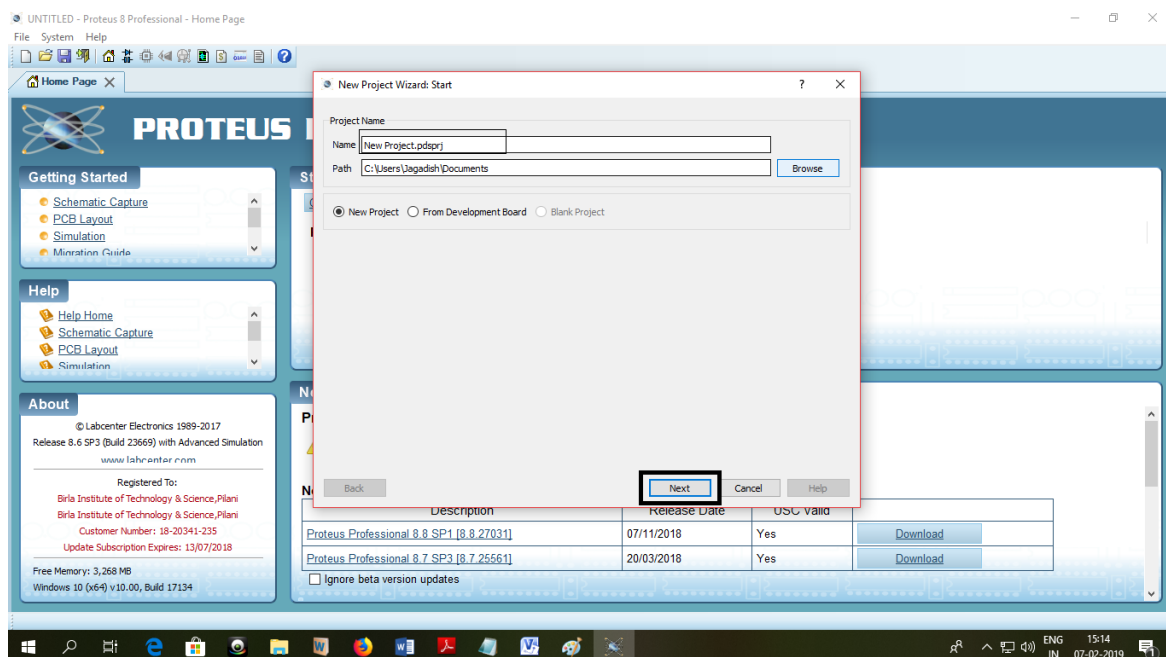 UNTITLED - Proteus 8 Professional - Home Page
File System Help
Home Page
PROTEUS
Getting Started
Schematic Capture
PCB Layout
Simulation
Migration Guide
Help
Help Home
Schematic Capture
PCB Layout
Simulation
About
© Labcenter Electronics 1989-2017
Release 8.6 SP3 (Build 23669) with Advanced Simulation
www.labcenter.com
Registered To:
Birla Institute of Technology & Science,Pilani
Birla Institute of Technology & Science,Pilani
Customer Number: 18-20341-235
Update Subscription Expires: 13/07/2018
Free Memory: 3,268 MB
Windows 10 (x64) v10.00, Build 17134
New Project Wizard: Start
Project Name
Name New Project.pdsprj
Path C:\Users\Jagadish\Documents Browse
New Project From Development Board Blank Project
Back Next Cancel Help
Description Release Date USC Valid
Proteus Professional 8.8 SP1 [8.8.27031] 07/11/2018 Yes Download
Proteus Professional 8.7 SP3 [8.7.25561] 20/03/2018 Yes Download
Ignore beta version updates
ENG 15:14
IN 07-02-2019